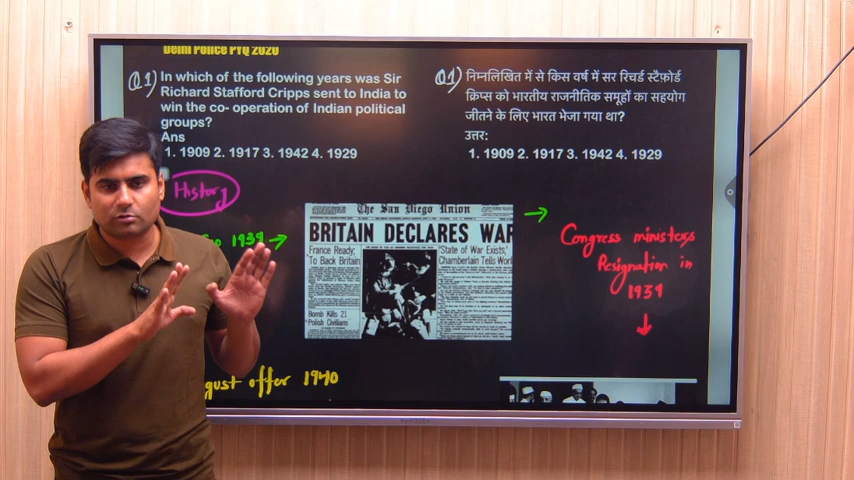 Delhi Police PYQ 2020
Q1) In which of the following years was Sir
Richard Stafford Cripps sent to India to
win the co- operation of Indian political
groups?
Ans
1. 1909 2. 1917 3. 1942 4. 1929
Q1) निम्नलिखित में से किस वर्ष में सर रिचर्ड स्टैफ़ोर्ड
क्रिप्स को भारतीय राजनीतिक समूहों का सहयोग
जीतने के लिए भारत भेजा गया था?
उत्तर:
1. 1909 2. 1917 3. 1942 4. 1929
History
1939
The San Diego Union
BRITAIN DECLARES WAR
France Ready;
To Back Britain
'State of War Exists,'
Chamberlain Tells Worl
Bomb Kills 21
Polish Civilians
Congress ministers
Resignation in
1939
gust offer 1940